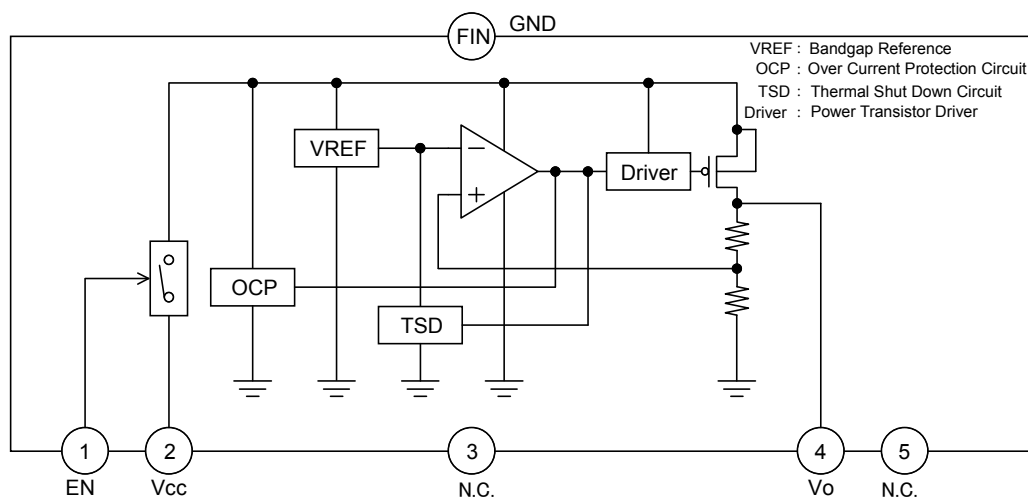 FIN
GND
VREF : Bandgap Reference
OCP : Over Current Protection Circuit
TSD : Thermal Shut Down Circuit
Driver : Power Transistor Driver
VREF
−
+
Driver
OCP
TSD
1
2
3
4
5
EN
Vcc
N.C.
Vo
N.C.